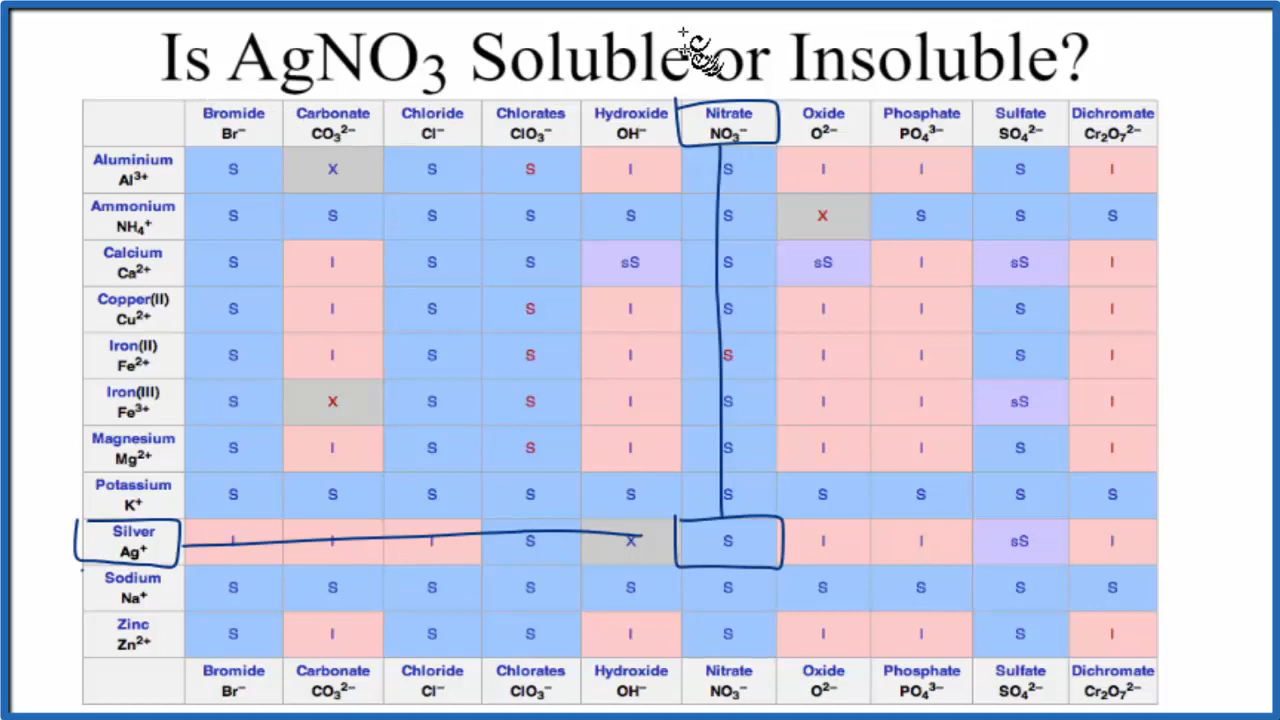 Is AgNO₃ Soluble or Insoluble?
Bromide Carbonate Chloride Chlorates Hydroxide Nitrate Oxide Phosphate Sulfate Dichromate
Br⁻ CO₃²⁻ Cl⁻ ClO₃⁻ OH⁻ NO₃⁻ O²⁻ PO₄³⁻ SO₄²⁻ Cr₂O₇²⁻
Aluminium
Al³⁺ S X S S I S I I S I
Ammonium
NH₄⁺ S S S S S S X S S S
Calcium
Ca²⁺ S I S S sS S sS I sS I
Copper(II)
Cu²⁺ S I S S I S I I S I
Iron(II)
Fe²⁺ S I S S I S I I S I
Iron(III)
Fe³⁺ S X S S I S I I sS I
Magnesium
Mg²⁺ S I S S I S I I S I
Potassium
K⁺ S S S S S S S S S S
Silver
Ag⁺ I I I S X S I I sS I
Sodium
Na⁺ S S S S S S S S S S
Zinc
Zn²⁺ S I S S I S I I S I
Bromide Carbonate Chloride Chlorates Hydroxide Nitrate Oxide Phosphate Sulfate Dichromate
Br⁻ CO₃²⁻ Cl⁻ ClO₃⁻ OH⁻ NO₃⁻ O²⁻ PO₄³⁻ SO₄²⁻ Cr₂O₇²⁻